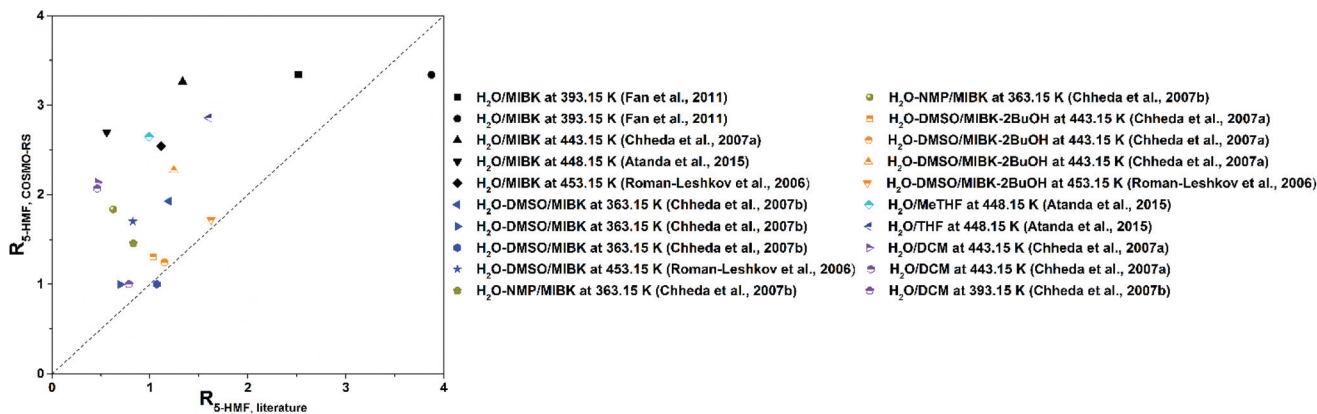 4
3
2
1
0
R5-HMF, COSMO-RS
0 1 2 3 4
R5-HMF, literature
H2O/MIBK at 393.15 K (Fan et al., 2011)
H2O/MIBK at 393.15 K (Fan et al., 2011)
H2O/MIBK at 443.15 K (Chheda et al., 2007a)
H2O/MIBK at 448.15 K (Atanda et al., 2015)
H2O/MIBK at 453.15 K (Roman-Leshkov et al., 2006)
H2O-DMSO/MIBK at 363.15 K (Chheda et al., 2007b)
H2O-DMSO/MIBK at 363.15 K (Chheda et al., 2007b)
H2O-DMSO/MIBK at 363.15 K (Chheda et al., 2007b)
H2O-DMSO/MIBK at 453.15 K (Roman-Leshkov et al., 2006)
H2O-NMP/MIBK at 363.15 K (Chheda et al., 2007b)
H2O-NMP/MIBK at 363.15 K (Chheda et al., 2007b)
H2O-DMSO/MIBK-2BuOH at 443.15 K (Chheda et al., 2007a)
H2O-DMSO/MIBK-2BuOH at 443.15 K (Chheda et al., 2007a)
H2O-DMSO/MIBK-2BuOH at 443.15 K (Chheda et al., 2007a)
H2O-DMSO/MIBK-2BuOH at 453.15 K (Roman-Leshkov et al., 2006)
H2O/MeTHF at 448.15 K (Atanda et al., 2015)
H2O/THF at 448.15 K (Atanda et al., 2015)
H2O/DCM at 443.15 K (Chheda et al., 2007a)
H2O/DCM at 443.15 K (Chheda et al., 2007a)
H2O/DCM at 393.15 K (Chheda et al., 2007b)